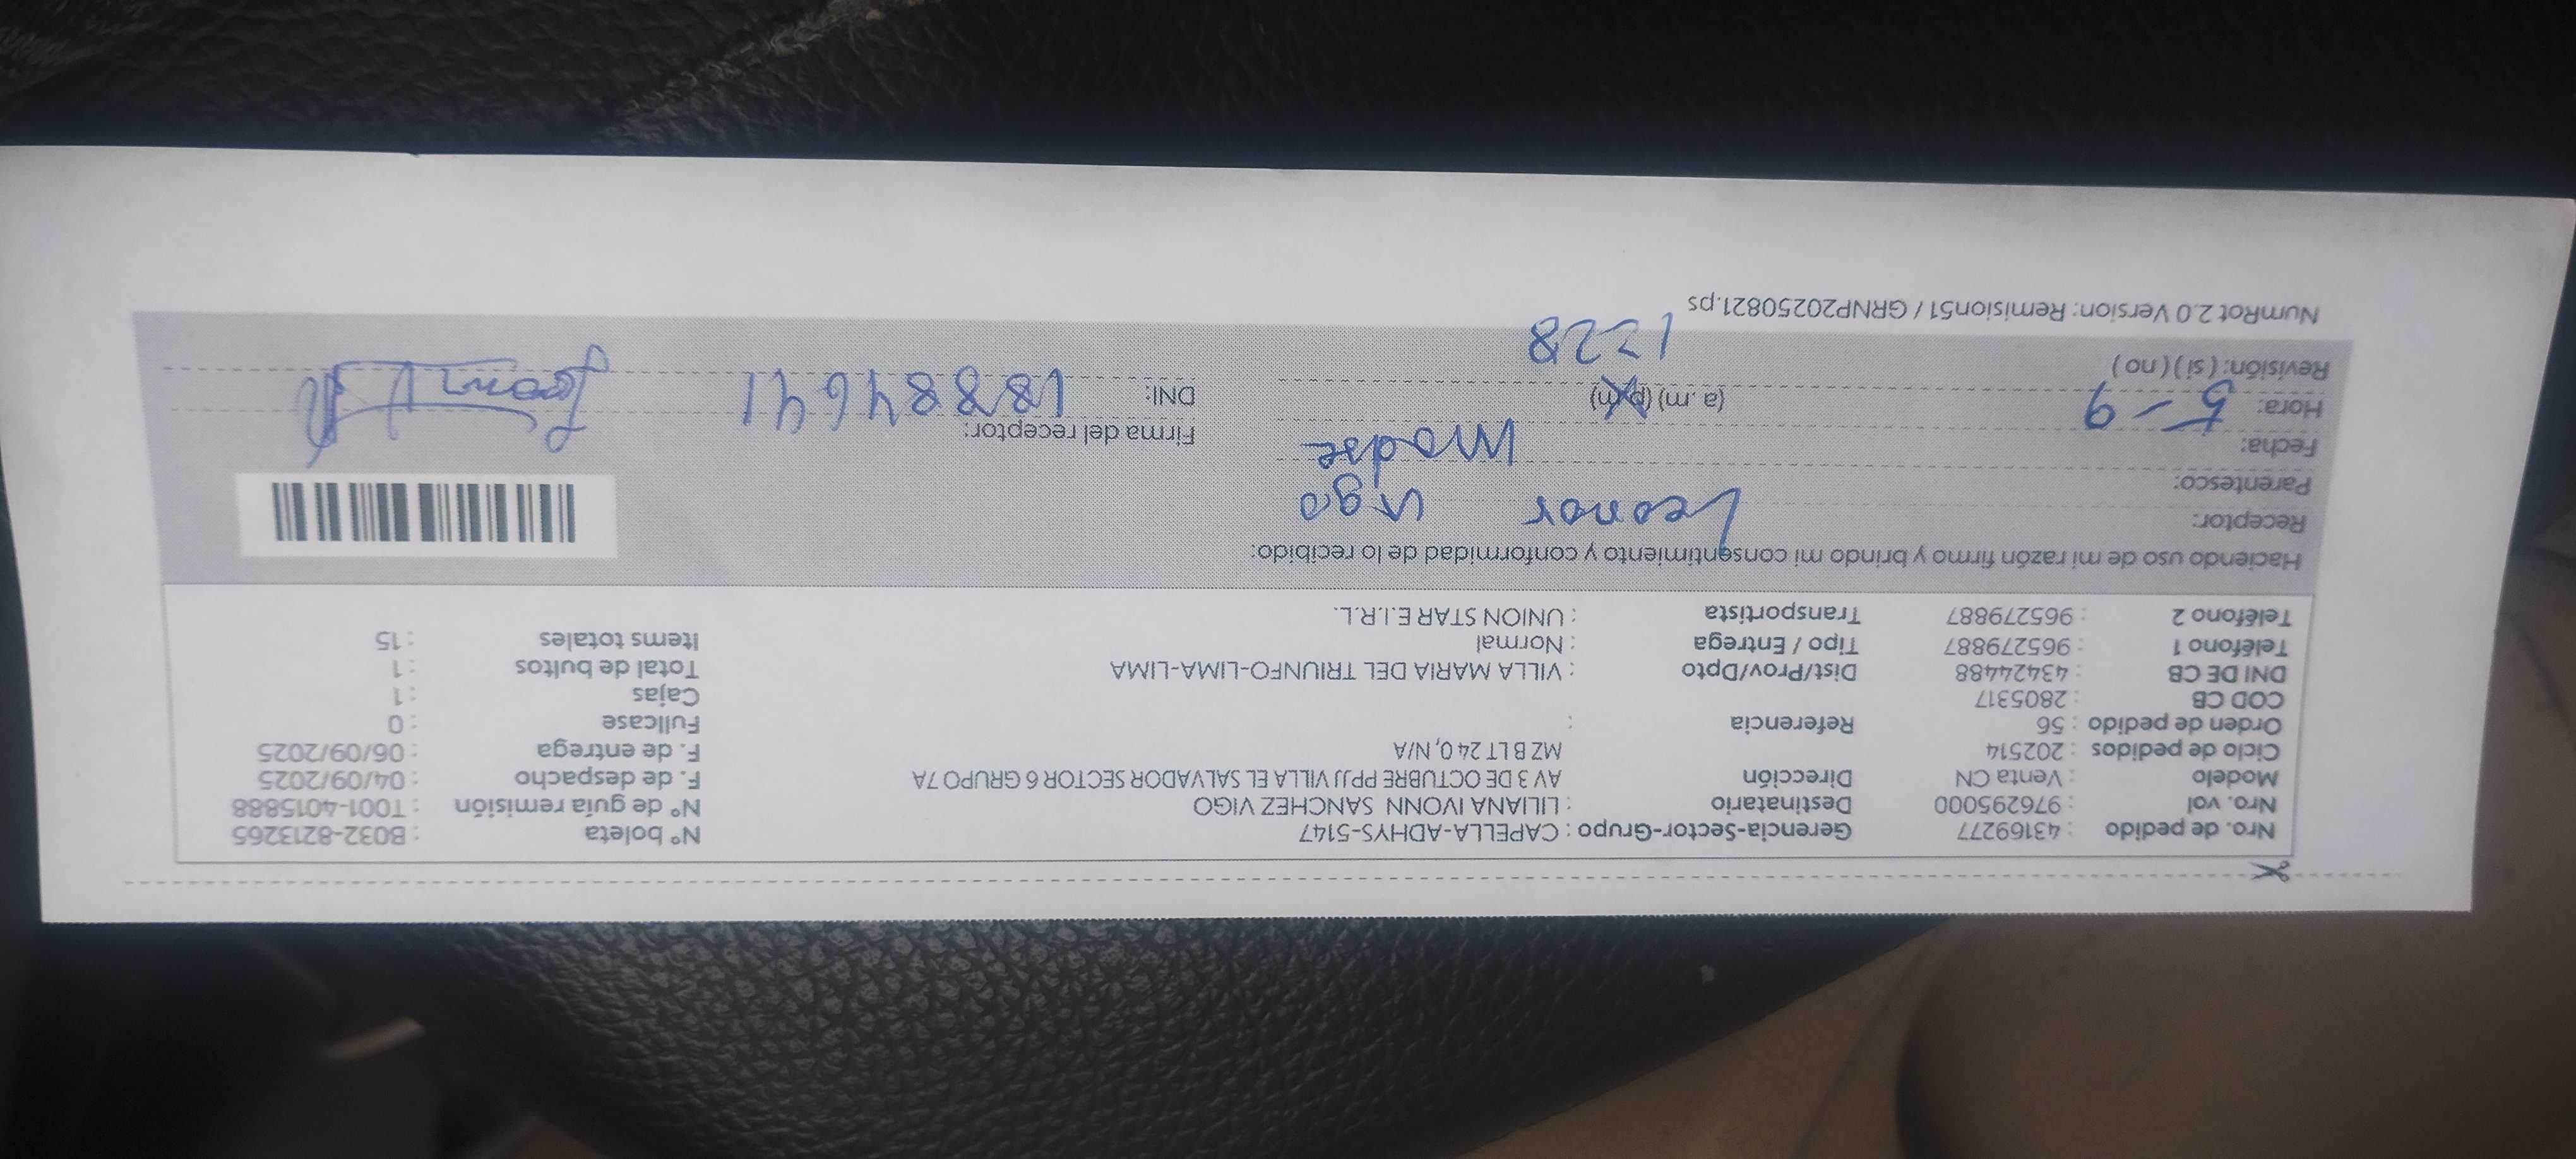 Nro. de pedido : 43169277 Gerencia-Sector-Grupo : CAPELLA-ADHYS-5147 N° boleta : B032-8213265
Nro. vol : 976295000 Destinatario : LILIANA IVONN SANCHEZ VIGO N° de guía remisión : T001-4015888
Modelo : Venta CN Dirección AV 3 DE OCTUBRE PPJJ VILLA EL SALVADOR SECTOR 6 GRUPO 7A F. de despacho : 04/09/2025
Ciclo de pedidos : 202514 MZ B LT 24 0, N/A F. de entrega : 06/09/2025
Orden de pedido : 56 Referencia : Fullcase : 0
COD CB : 2805317 Cajas : 1
DNI DE CB : 43424488 Dist/Prov/Dpto : VILLA MARIA DEL TRIUNFO-LIMA-LIMA Total de bultos : 1
Teléfono 1 : 965279887 Tipo / Entrega : Normal Items totales : 15
Teléfono 2 : 965279887 Transportista : UNION STAR E.I.R.L.
Haciendo uso de mi razón firmo y brindo mi consentimiento y conformidad de lo recibido:
Receptor: Leonor Vigo
Parentesco: Madre
Fecha: 5-9 Firma del receptor:
Hora: (a.m) (p.m) 1228 DNI: 18884641
Revisión: ( si ) ( no )
NumRot 2.0 Version: Remision51 / GRNP20250821.ps